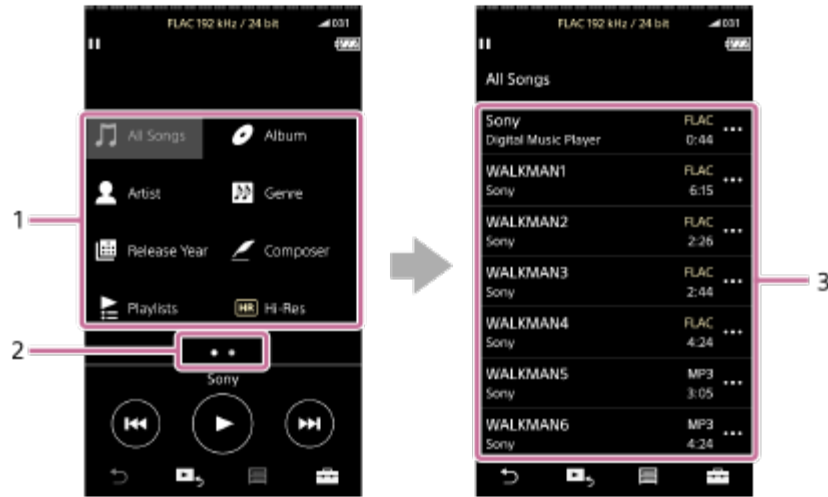 FLAC 192 kHz / 24 bit 031
All Songs Album
Artist Genre
Release Year Composer
Playlists HR Hi-Res
Sony
1
2
FLAC 192 kHz / 24 bit 031
All Songs
Sony FLAC
Digital Music Player 0:44
WALKMAN1 FLAC
Sony 6:15
WALKMAN2 FLAC
Sony 2:26
WALKMAN3 FLAC
Sony 2:44
WALKMAN4 FLAC
Sony 4:24
WALKMAN5 MP3
Sony 3:05
WALKMAN6 MP3
Sony 4:24
3